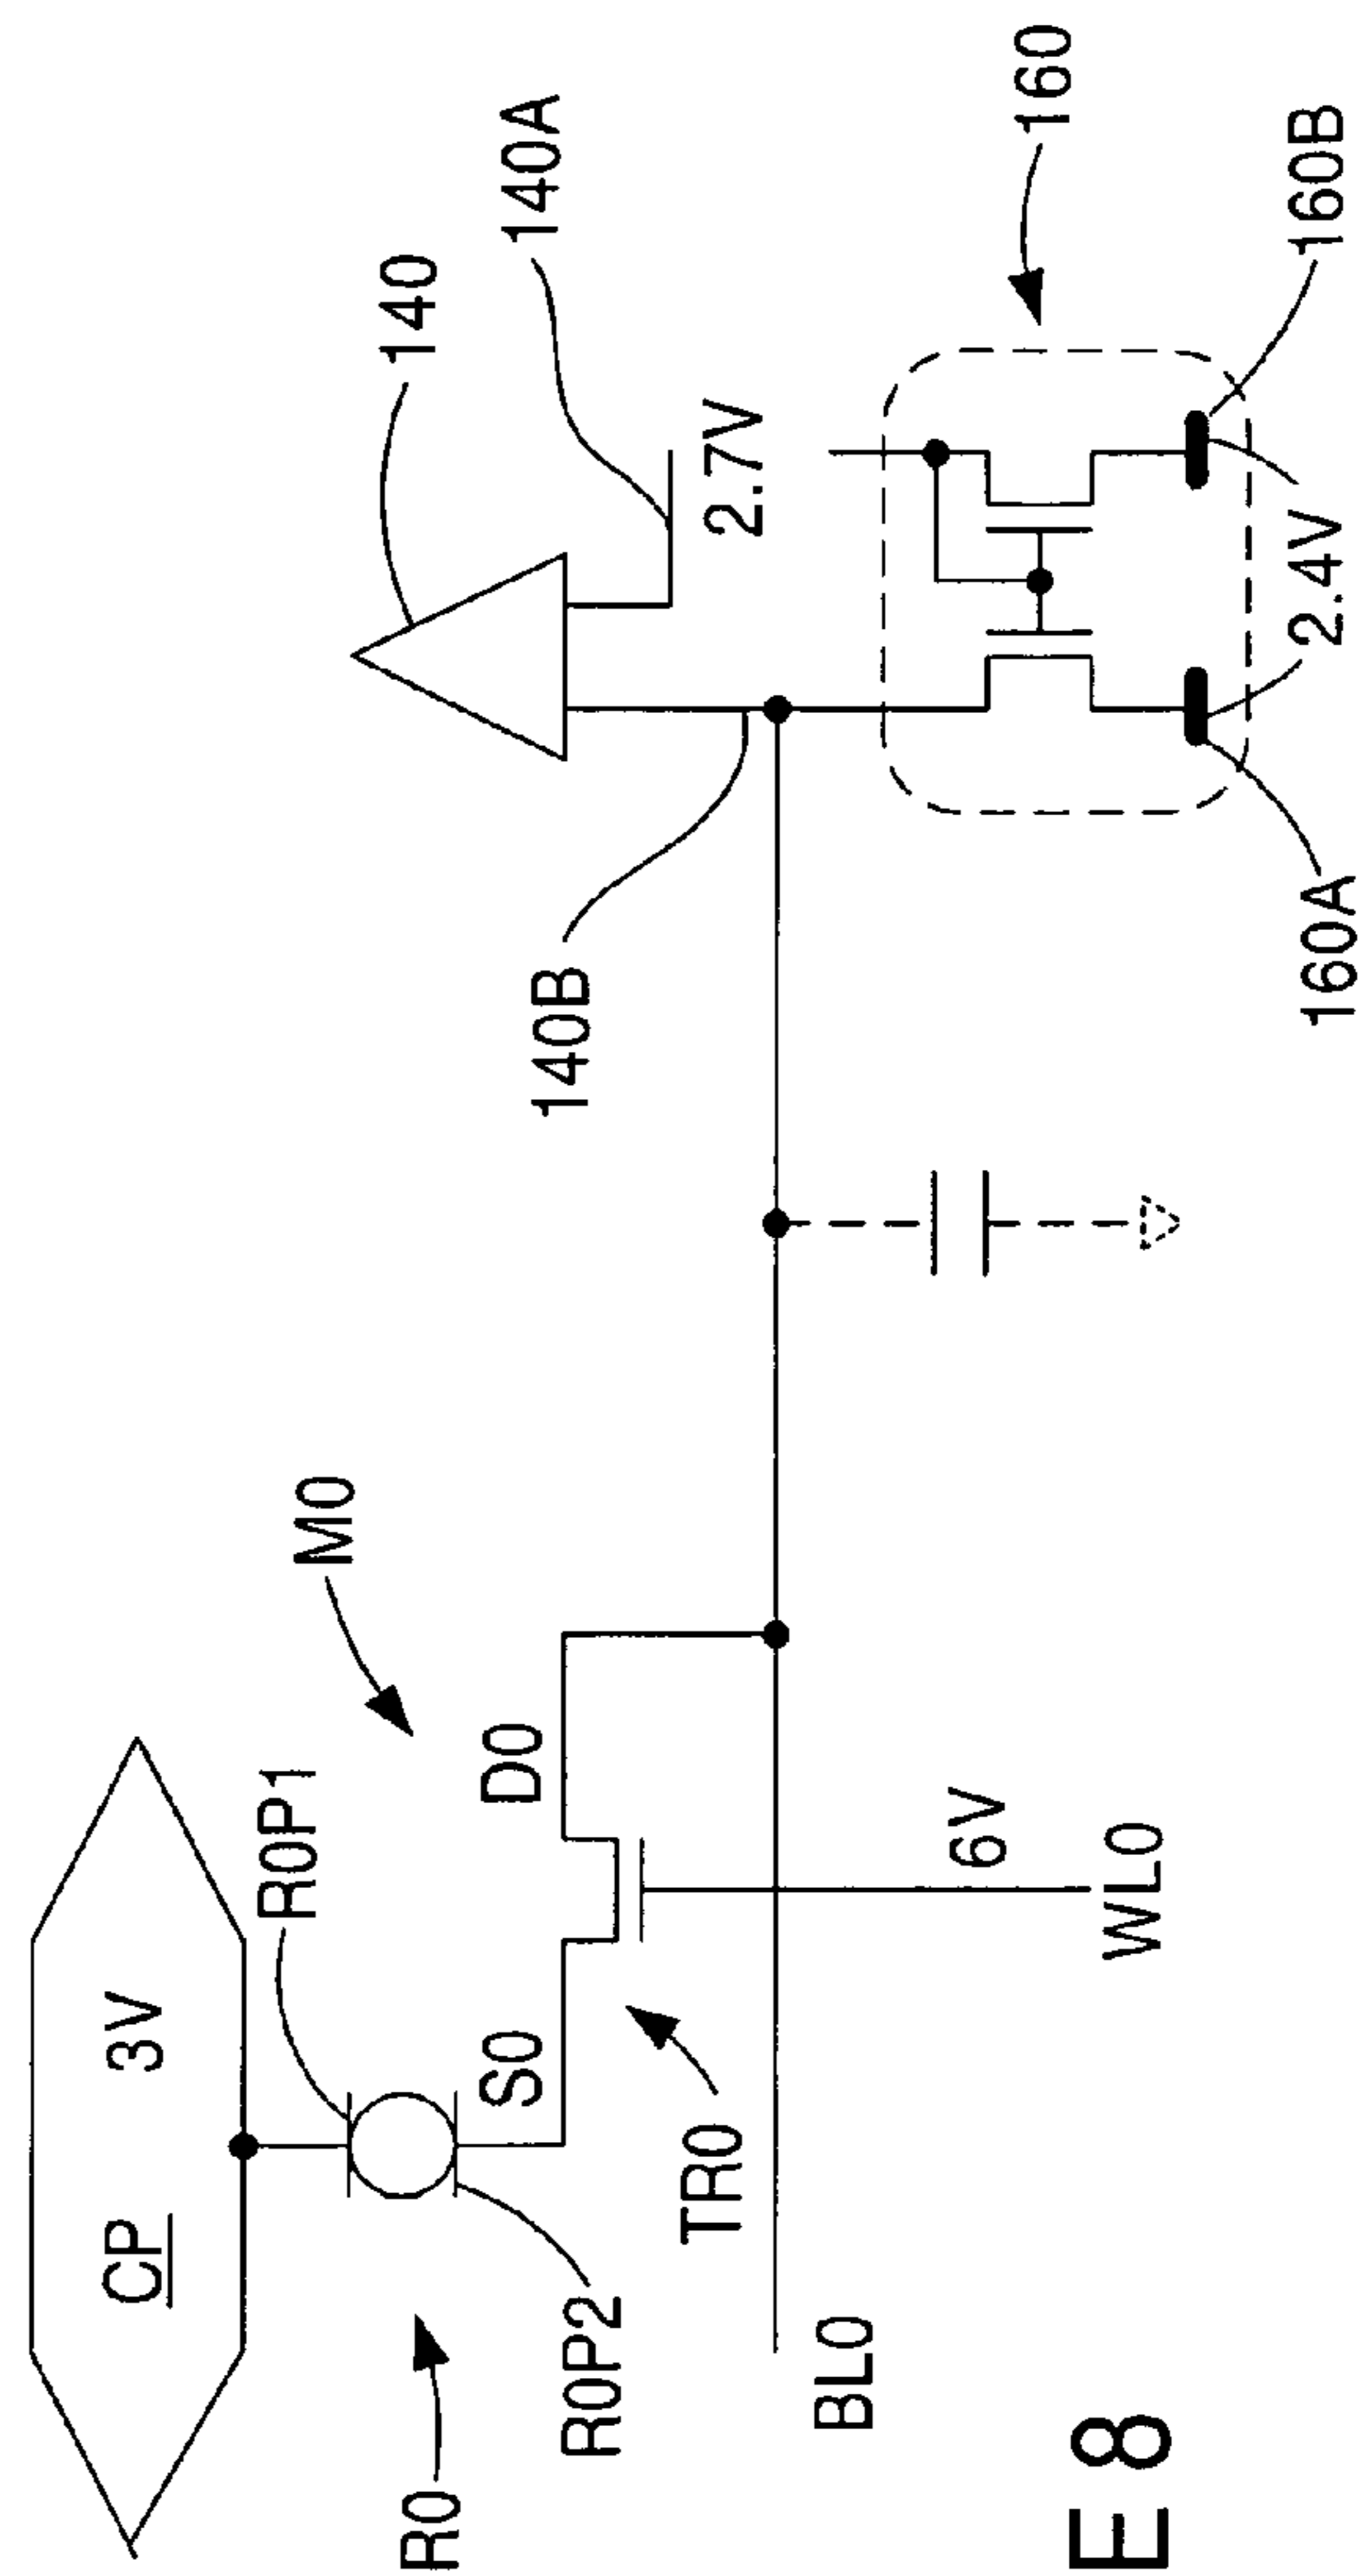 CP 3V
R0
R0P1
R0P2
S0
D0
M0
TR0
BL0
WL0
6V
140
140A
140B
2.7V
160
160A
2.4V
160B
E 8